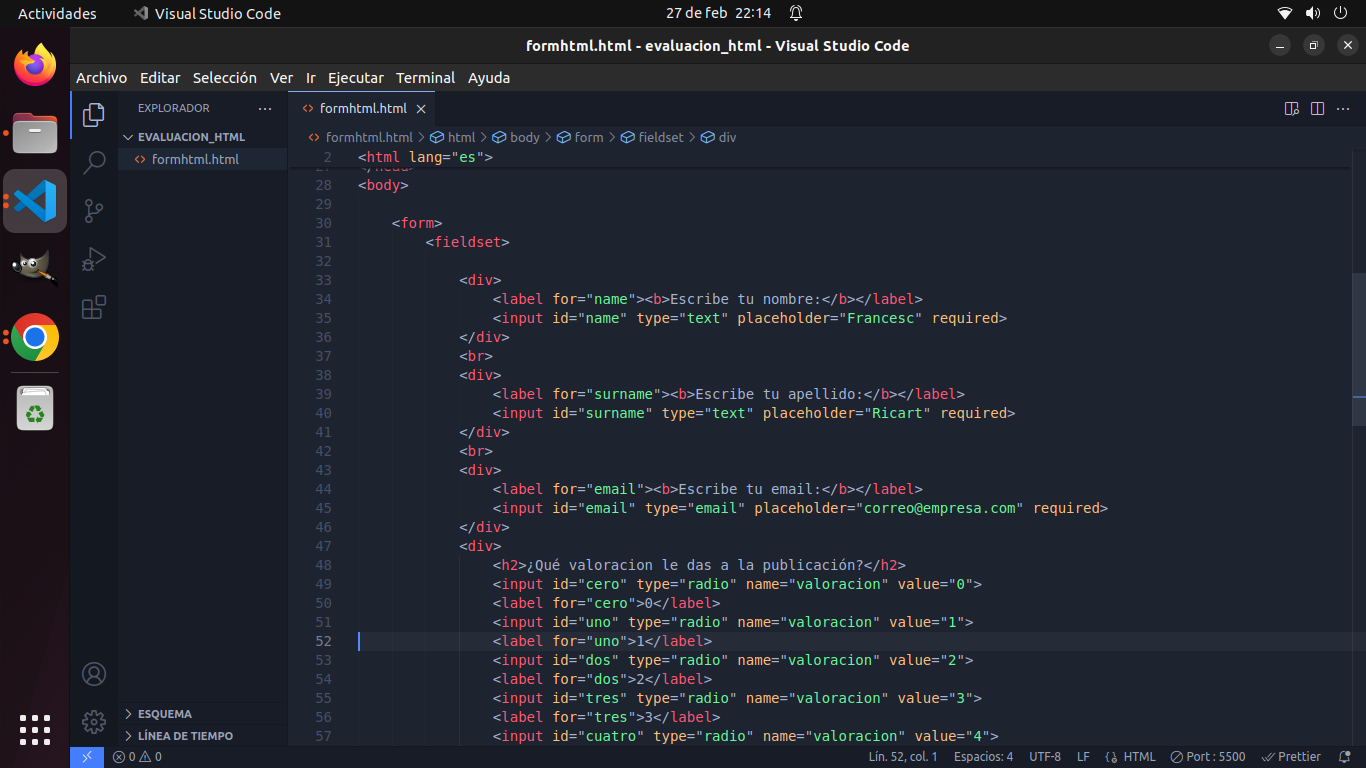 Actividades
Visual Studio Code
27 de feb 22:14
formhtml.html - evaluacion_html - Visual Studio Code
Archivo Editar Selección Ver Ir Ejecutar Terminal Ayuda
EXPLORADOR
EVALUACION_HTML
formhtml.html
ESQUEMA
LÍNEA DE TIEMPO
formhtml.html
formhtml.html > html > body > form > fieldset > div
2 <html lang="es">
27 </head>
28 <body>
29
30 <form>
31 <fieldset>
32
33 <div>
34 <label for="name"><b>Escribe tu nombre:</b></label>
35 <input id="name" type="text" placeholder="Francesc" required>
36 </div>
37 <br>
38 <div>
39 <label for="surname"><b>Escribe tu apellido:</b></label>
40 <input id="surname" type="text" placeholder="Ricart" required>
41 </div>
42 <br>
43 <div>
44 <label for="email"><b>Escribe tu email:</b></label>
45 <input id="email" type="email" placeholder="correo@empresa.com" required>
46 </div>
47 <div>
48 <h2>¿Qué valoracion le das a la publicación?</h2>
49 <input id="cero" type="radio" name="valoracion" value="0">
50 <label for="cero">0</label>
51 <input id="uno" type="radio" name="valoracion" value="1">
52 <label for="uno">1</label>
53 <input id="dos" type="radio" name="valoracion" value="2">
54 <label for="dos">2</label>
55 <input id="tres" type="radio" name="valoracion" value="3">
56 <label for="tres">3</label>
57 <input id="cuatro" type="radio" name="valoracion" value="4">
0 0
Lín. 52, col. 1 Espacios: 4 UTF-8 LF HTML Port : 5500 Prettier